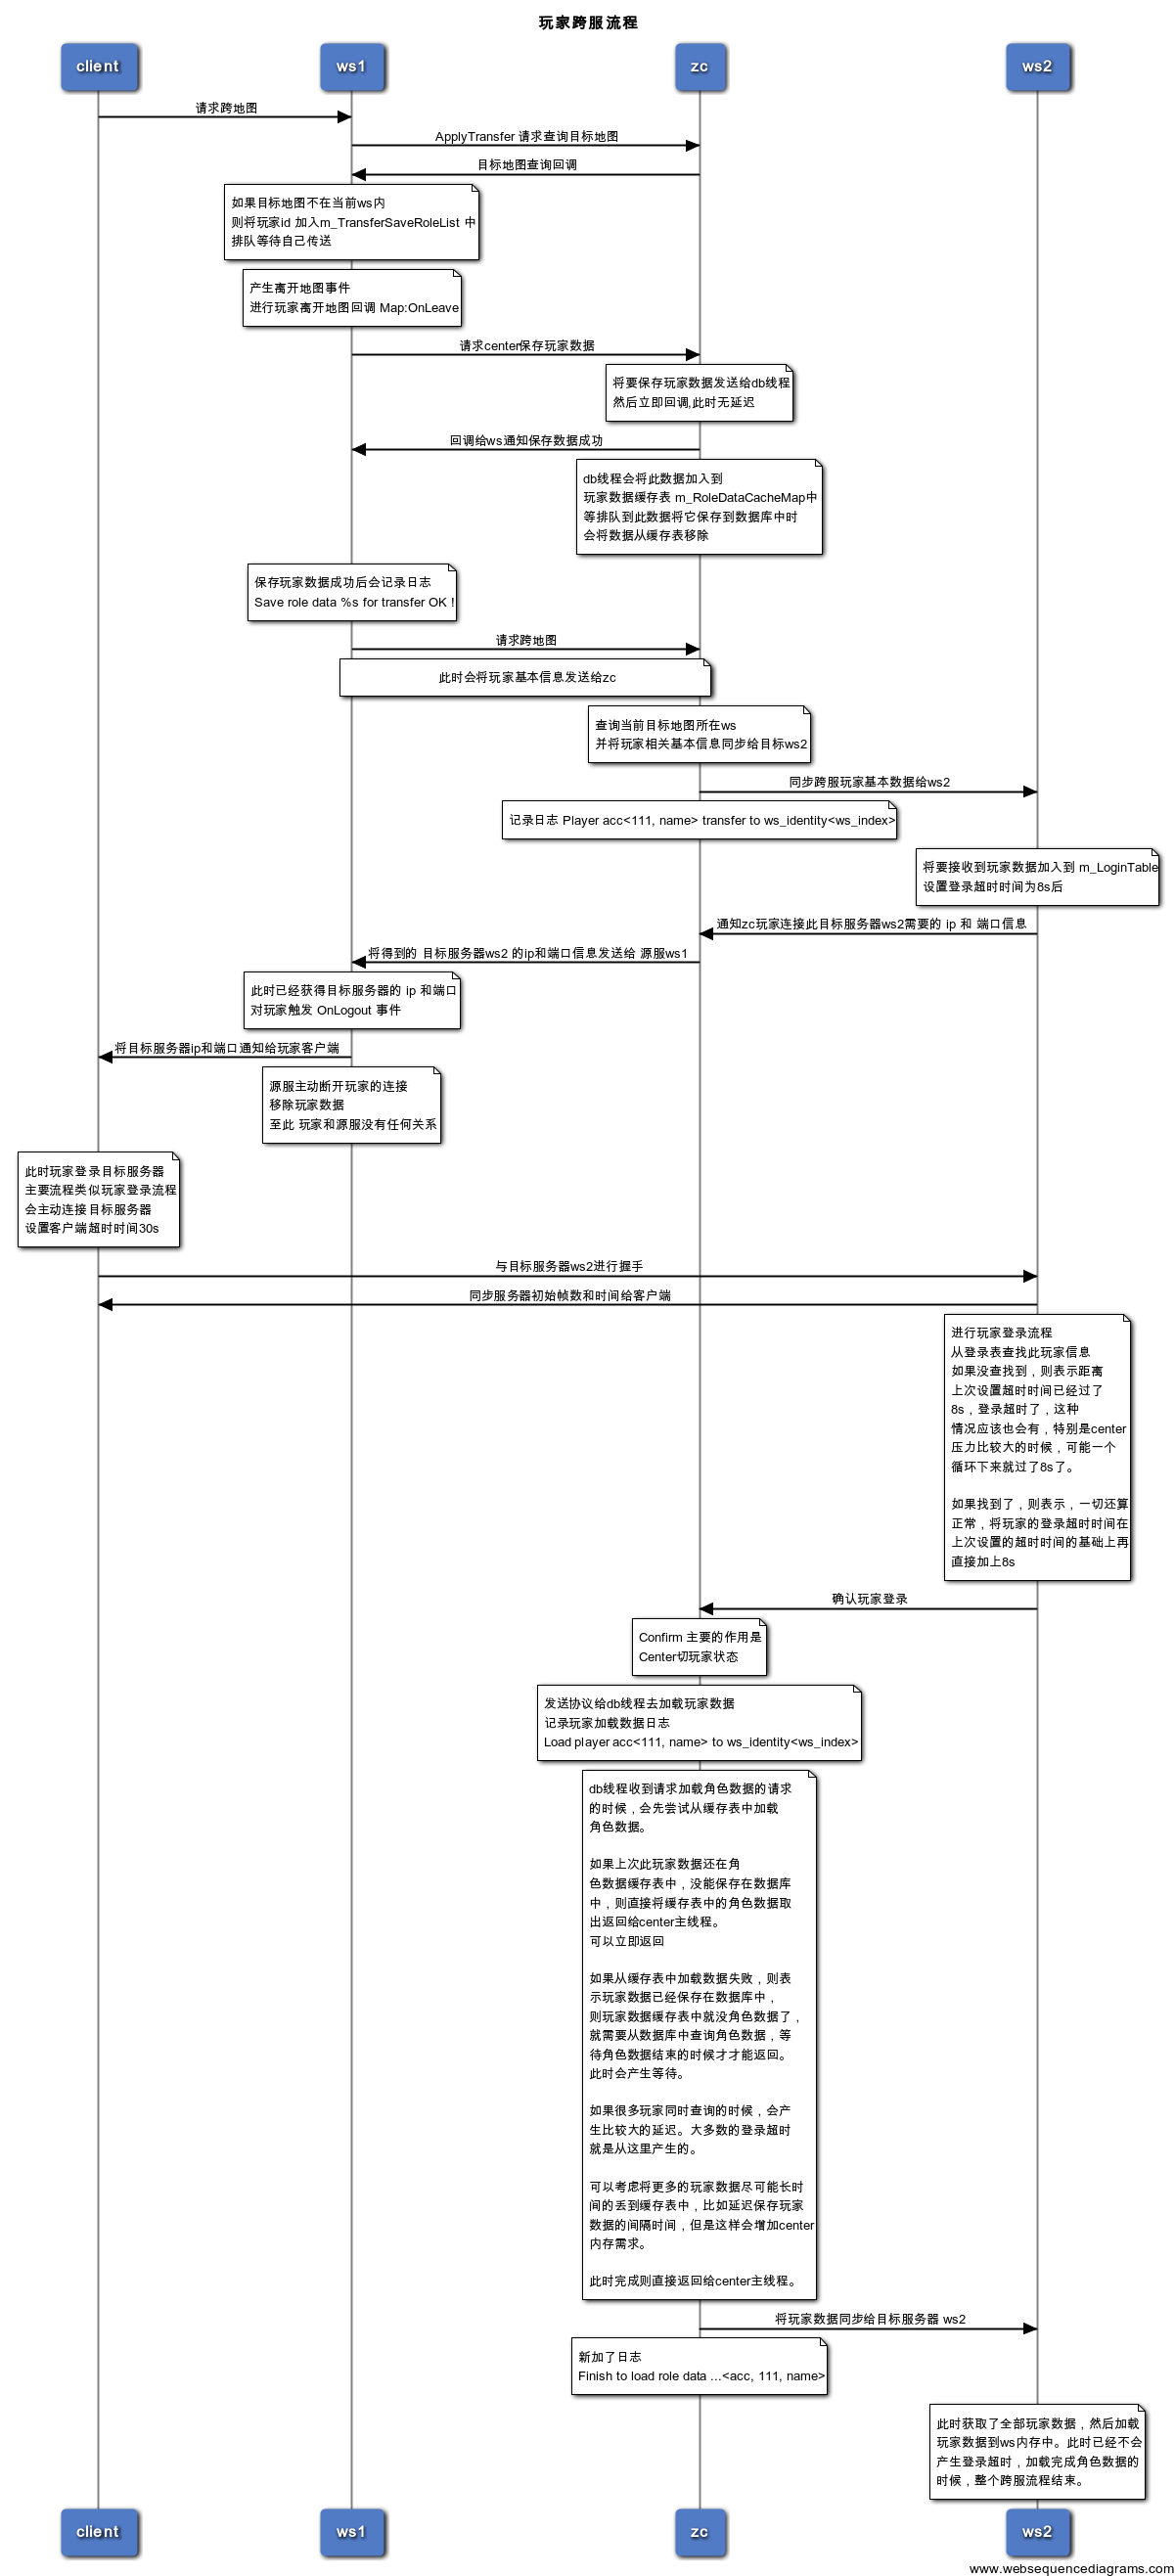 玩家跨服流程
client
ws1
zc
ws2
请求跨地图
ApplyTransfer 请求查询目标地图
目标地图查询回调
如果目标地图不在当前ws内
则将玩家id 加入m_TransferSaveRoleList 中
排队等待自己传送
产生离开地图事件
进行玩家离开地图回调 Map:OnLeave
请求center保存玩家数据
将要保存玩家数据发送给db线程
然后立即回调,此时无延迟
回调给ws通知保存数据成功
db线程会将此数据加入到
玩家数据缓存表 m_RoleDataCacheMap中
等排队到此数据将它保存到数据库中时
会将数据从缓存表移除
保存玩家数据成功后会记录日志
Save role data %s for transfer OK !
请求跨地图
此时会将玩家基本信息发送给zc
查询当前目标地图所在ws
并将玩家相关基本信息同步给目标ws2
同步跨服玩家基本数据给ws2
记录日志 Player acc<111, name> transfer to ws_identity<ws_index>
将要接收到玩家数据加入到 m_LoginTable
设置登录超时时间为8s后
通知zc玩家连接此目标服务器ws2需要的 ip 和 端口信息
将得到的 目标服务器ws2 的ip和端口信息发送给 源服ws1
此时已经获得目标服务器的 ip 和端口
对玩家触发 OnLogout 事件
将目标服务器ip和端口通知给玩家客户端
源服主动断开玩家的连接
移除玩家数据
至此 玩家和源服没有任何关系
此时玩家登录目标服务器
主要流程类似玩家登录流程
会主动连接目标服务器
设置客户端超时时间30s
与目标服务器ws2进行握手
同步服务器初始帧数和时间给客户端
进行玩家登录流程
从登录表查找此玩家信息
如果没查找到，则表示距离
上次设置超时时间已经过了
8s，登录超时了，这种
情况应该也会有，特别是center
压力比较大的时候，可能一个
循环下来就过了8s了。
如果找到了，则表示，一切还算
正常，将玩家的登录超时时间在
上次设置的超时时间的基础上再
直接加上8s
确认玩家登录
Confirm 主要的作用是
Center切玩家状态
发送协议给db线程去加载玩家数据
记录玩家加载数据日志
Load player acc<111, name> to ws_identity<ws_index>
db线程收到请求加载角色数据的请求
的时候，会先尝试从缓存表中加载
角色数据。
如果上次此玩家数据还在角
色数据缓存表中，没能保存在数据库
中，则直接将缓存表中的角色数据取
出返回给center主线程。
可以立即返回
如果从缓存表中加载数据失败，则表
示玩家数据已经保存在数据库中，
则玩家数据缓存表中就没角色数据了，
就需要从数据库中查询角色数据，等
待角色数据结束的时候才才能返回。
此时会产生等待。
如果很多玩家同时查询的时候，会产
生比较大的延迟。大多数的登录超时
就是从这里产生的。
可以考虑将更多的玩家数据尽可能长时
间的丢到缓存表中，比如延迟保存玩家
数据的间隔时间，但是这样会增加center
内存需求。
此时完成则直接返回给center主线程。
将玩家数据同步给目标服务器 ws2
新加了日志
Finish to load role data ...<acc, 111, name>
此时获取了全部玩家数据，然后加载
玩家数据到ws内存中。此时已经不会
产生登录超时，加载完成角色数据的
时候，整个跨服流程结束。
client
ws1
zc
ws2
www.websequencediagrams.com